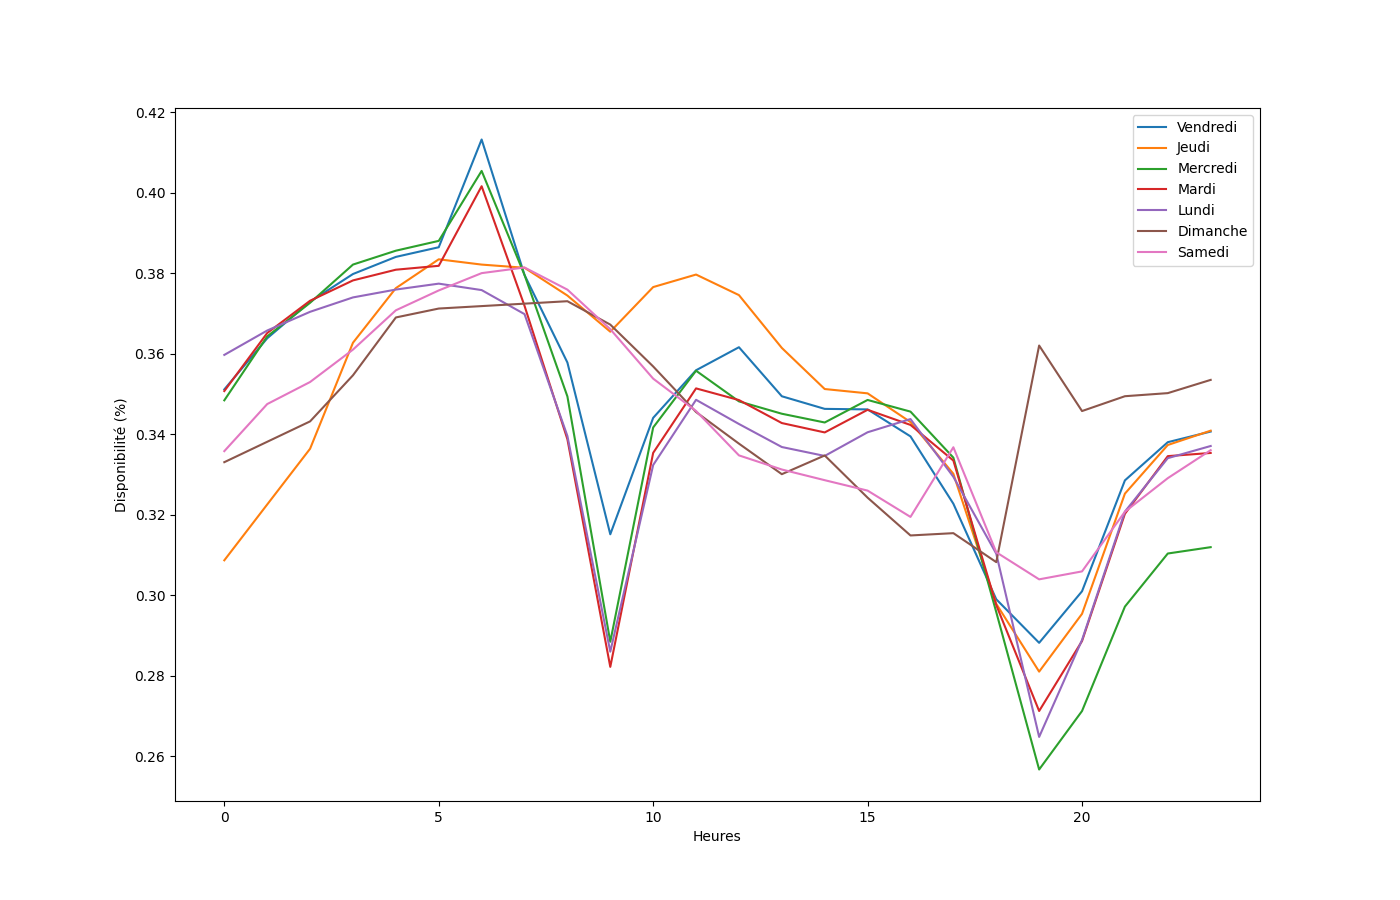 0.42
0.40
0.38
0.36
0.34
0.32
0.30
0.28
0.26
Disponibilité (%)
0 5 10 15 20
Heures
Vendredi
Jeudi
Mercredi
Mardi
Lundi
Dimanche
Samedi